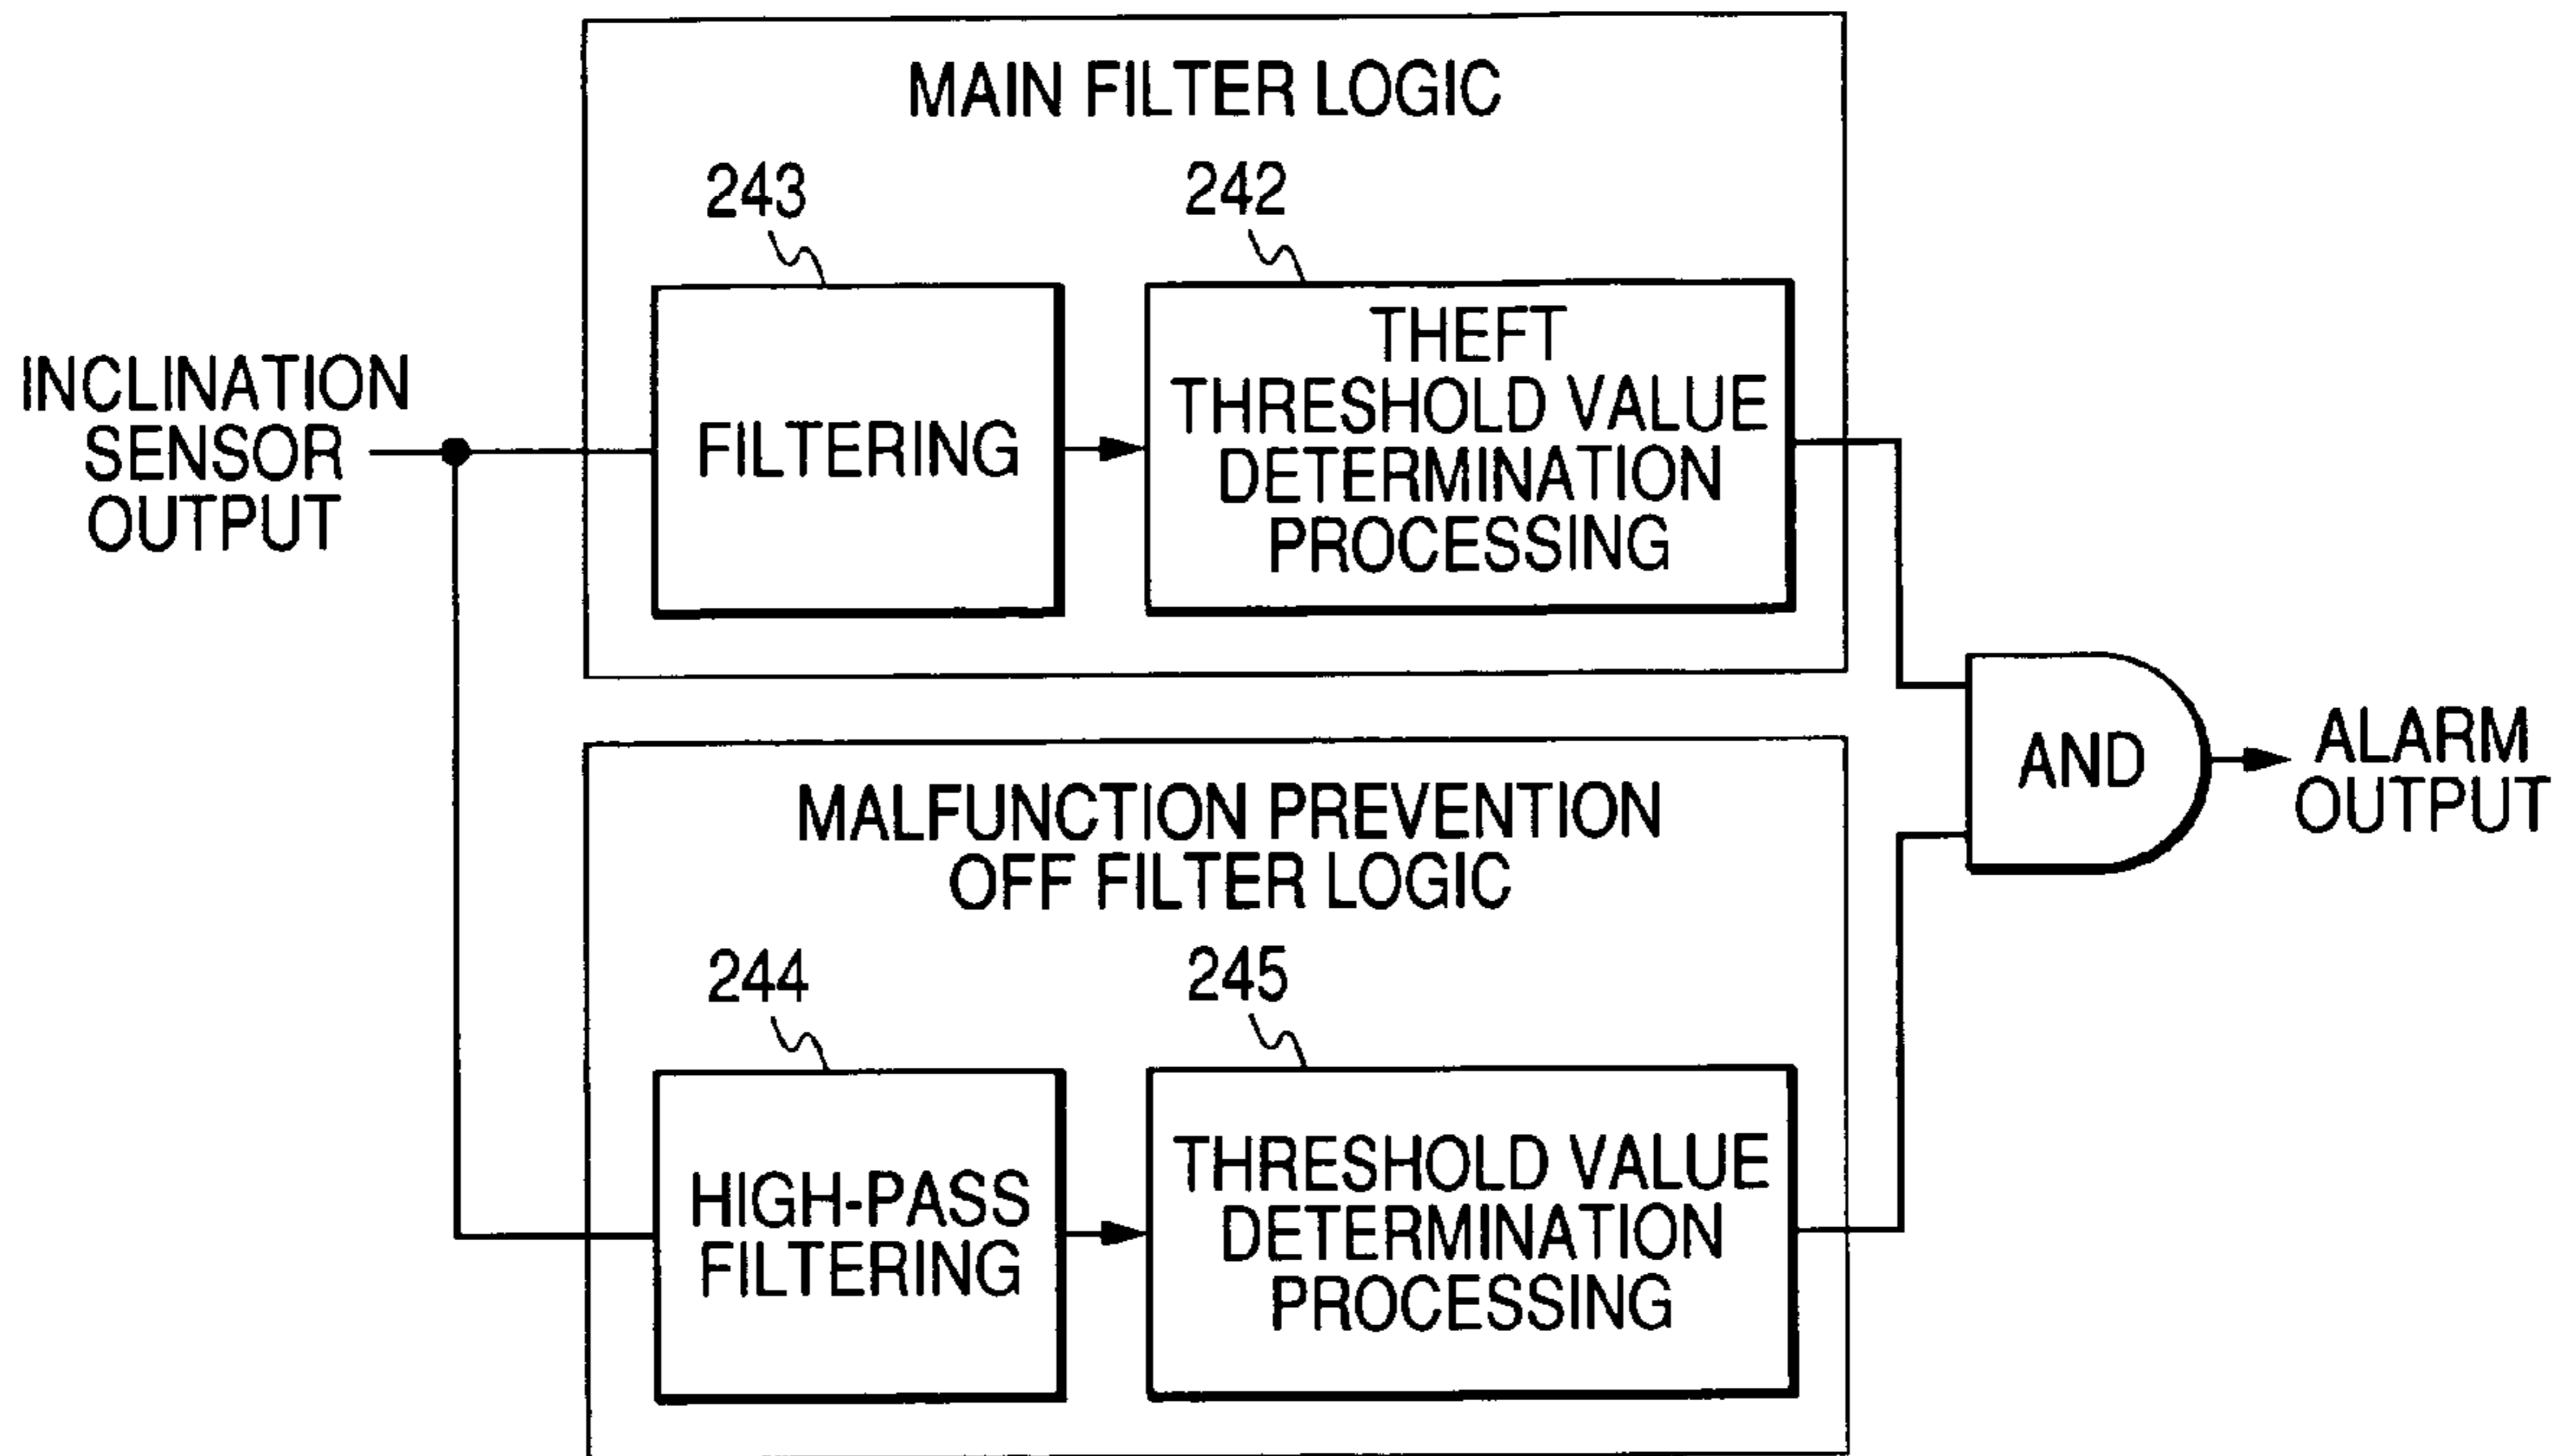 MAIN FILTER LOGIC
243
242
FILTERING
THEFT
THRESHOLD VALUE
DETERMINATION
PROCESSING
INCLINATION
SENSOR
OUTPUT
AND
ALARM
OUTPUT
MALFUNCTION PREVENTION
OFF FILTER LOGIC
244
245
HIGH-PASS
FILTERING
THRESHOLD VALUE
DETERMINATION
PROCESSING